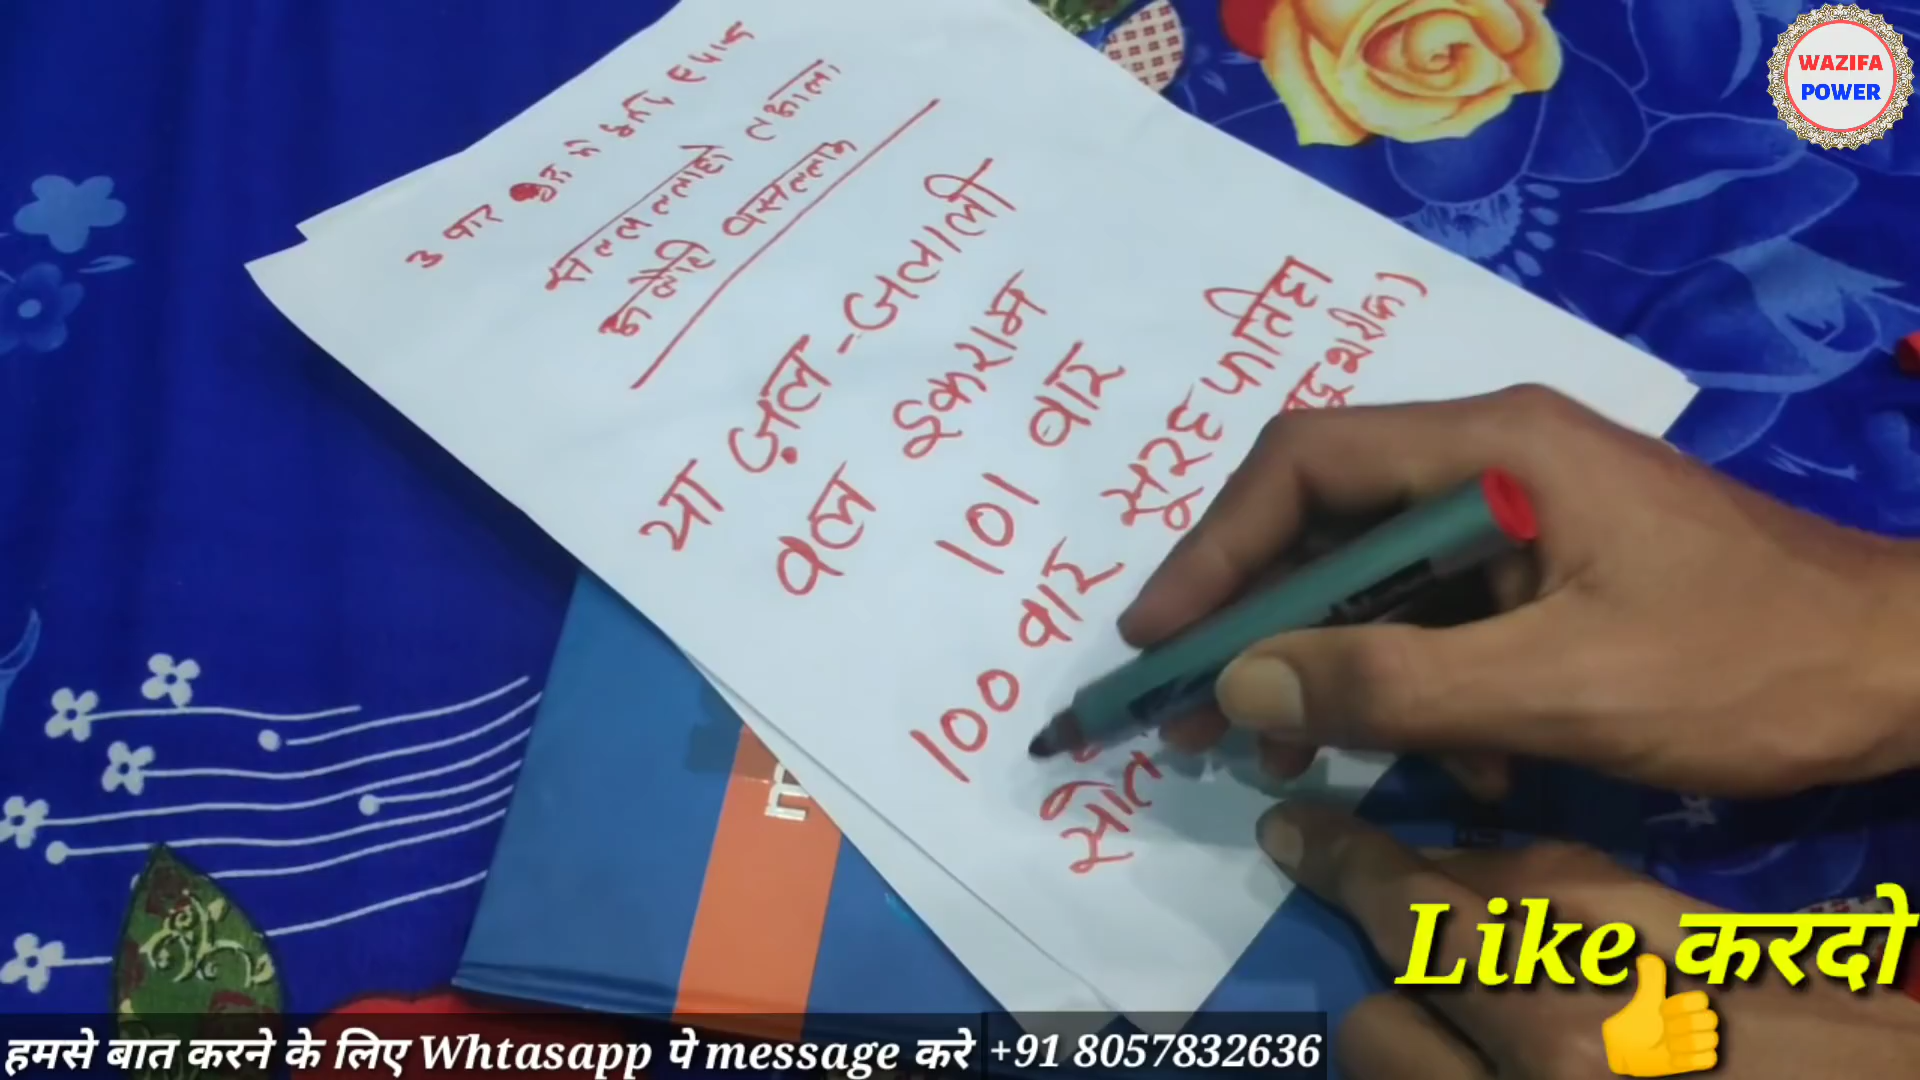 3 बार
सल्लल्लाहो तआला
अलैही वसल्लम
या ज़ल-जलाली
वल इकराम
101 बार
100 बार सूरह फातिहा
WAZIFA
POWER
Like करदो
हमसे बात करने के लिए Whtasapp पे message करे +91 8057832636